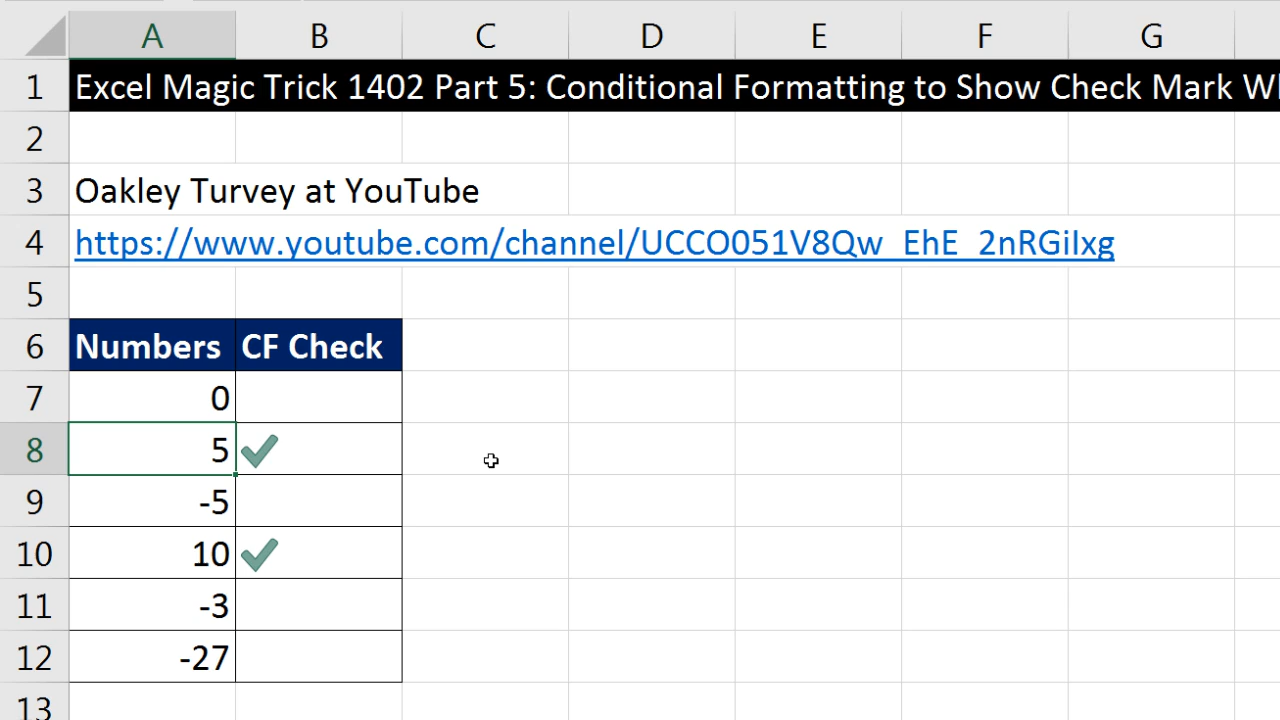 A B C D E F G
1 Excel Magic Trick 1402 Part 5: Conditional Formatting to Show Check Mark
2
3 Oakley Turvey at YouTube
4 https://www.youtube.com/channel/UCCO051V8Qw_EhE_2nRGiIxg
5
6 Numbers CF Check
7 0
8 5 ✔
9 -5
10 10 ✔
11 -3
12 -27
13